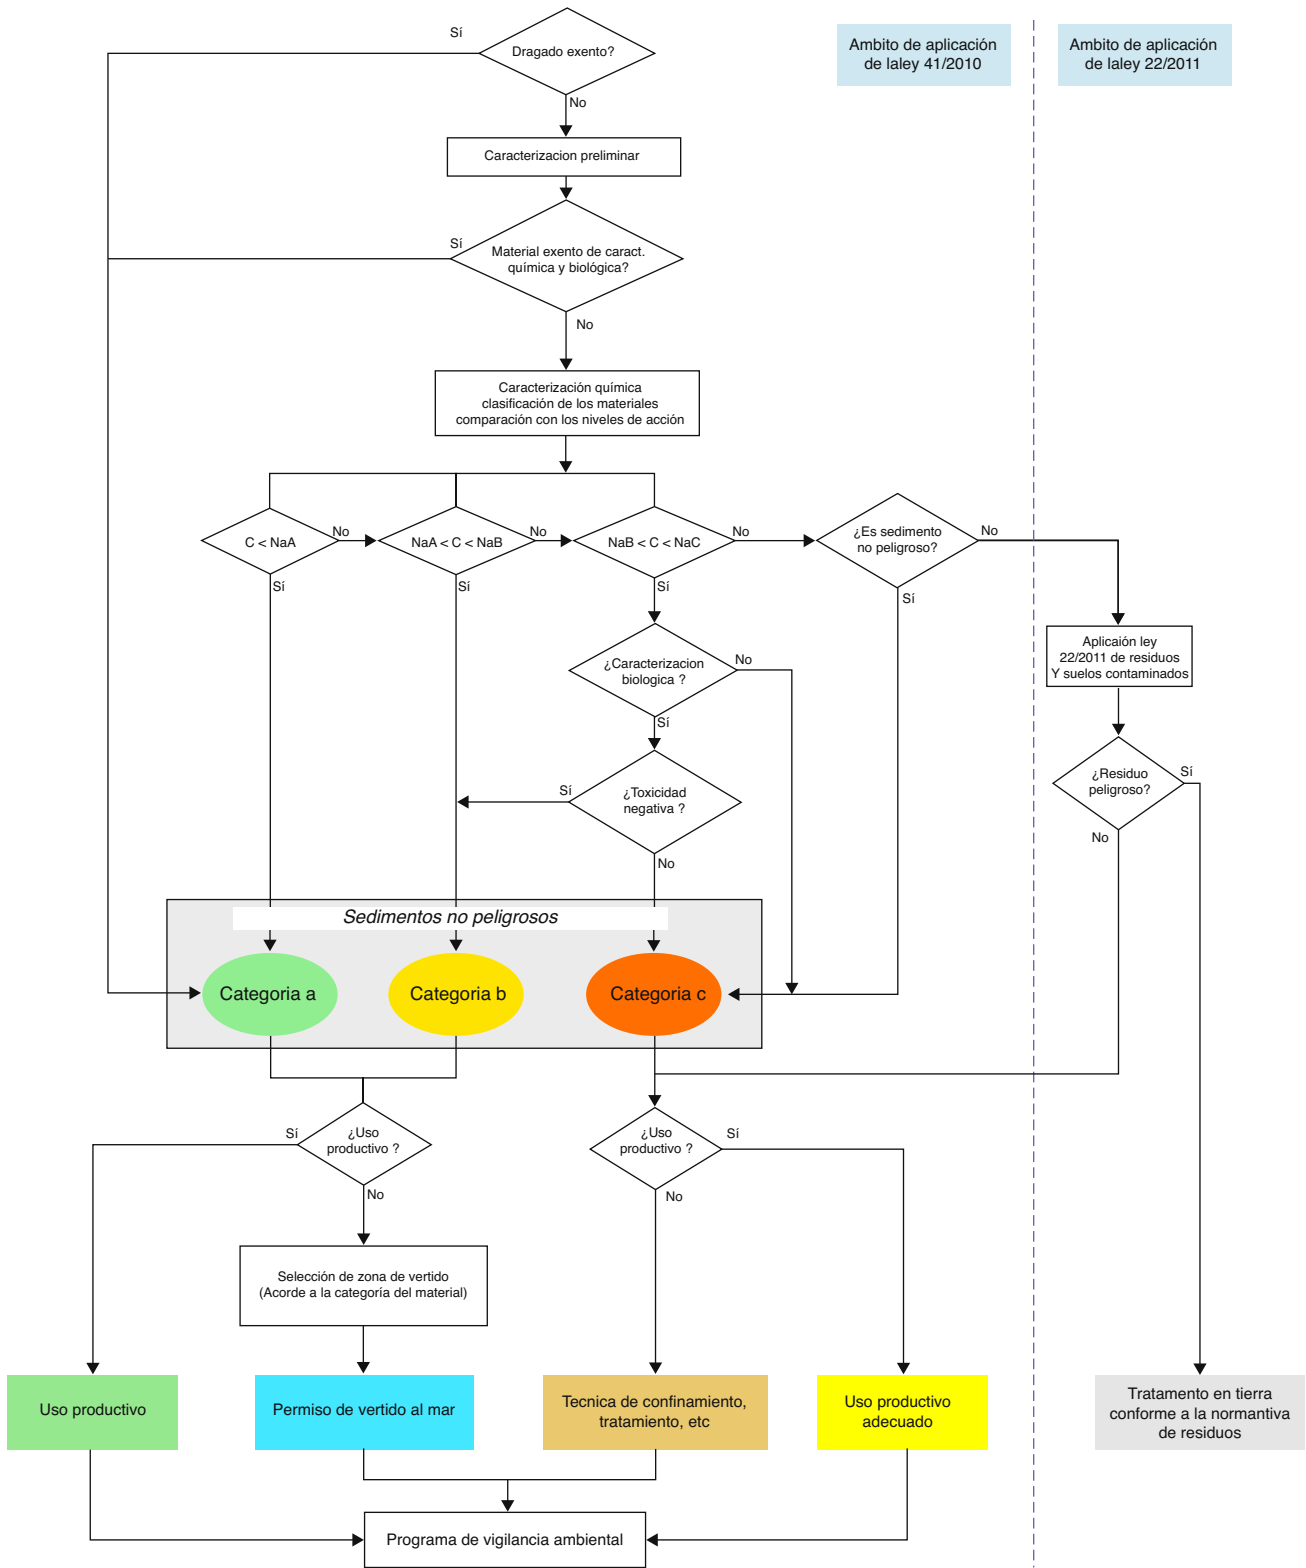 Sí
Dragado exento?
No
Ambito de aplicación
de laley 41/2010
Ambito de aplicación
de laley 22/2011
Caracterizacion preliminar
Sí
Material exento de caract.
química y biológica?
No
Caracterización química
clasificación de los materiales
comparación con los niveles de acción
C < NaA
No
Sí
NaA < C < NaB
No
Sí
NaB < C < NaC
No
Sí
¿Es sedimento
no peligroso?
No
Sí
¿Caracterizacion
biologica ?
No
Sí
Aplicaión ley
22/2011 de residuos
Y suelos contaminados
¿Toxicidad
negativa ?
Sí
No
¿Residuo
peligroso?
Sí
No
Sedimentos no peligrosos
Categoria a
Categoria b
Categoria c
Sí
¿Uso
productivo ?
No
¿Uso
productivo ?
Sí
No
Selección de zona de vertido
(Acorde a la categoría del material)
Uso productivo
Permiso de vertido al mar
Tecnica de confinamiento,
tratamiento, etc
Uso productivo
adecuado
Tratamento en tierra
conforme a la normantiva
de residuos
Programa de vigilancia ambiental